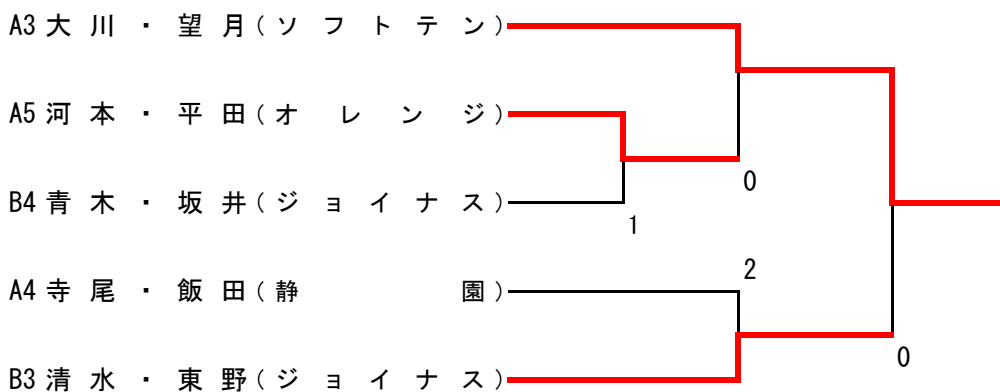 A3 大川・望月(ソフトテン)
A5 河本・平田(オレンジ)
0
B4 青木・坂井(ジョイナス)
1
2
A4 寺尾・飯田(静園)
0
B3 清水・東野(ジョイナス)